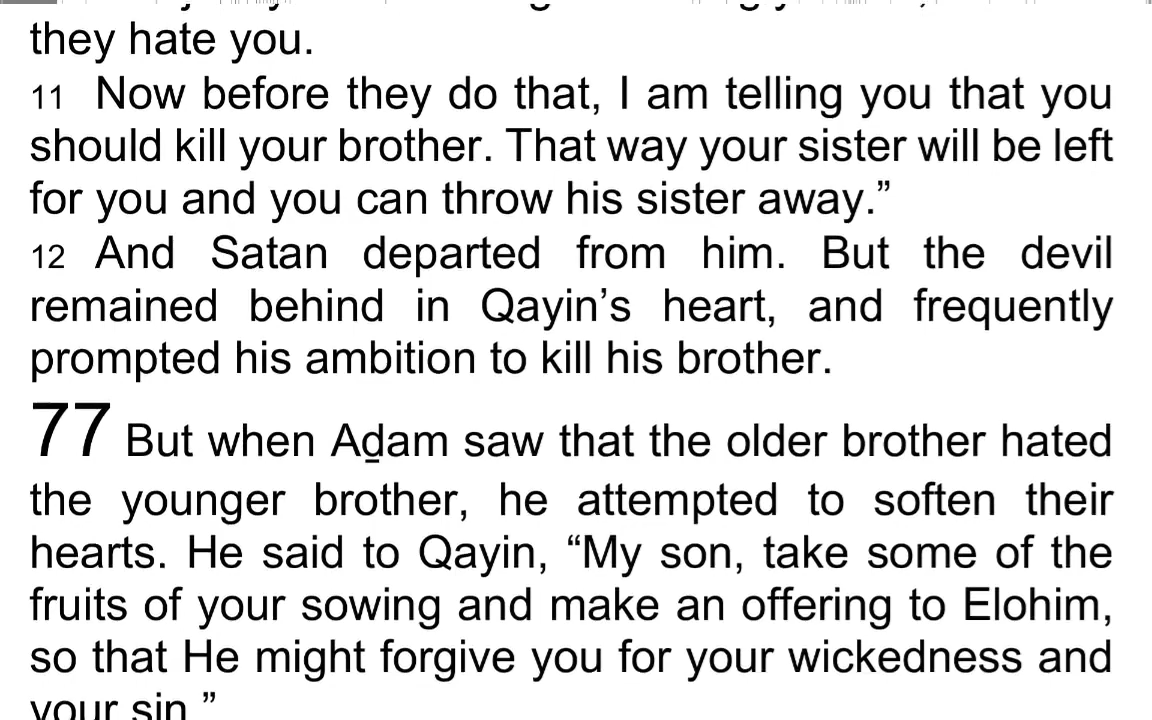 they hate you.
11 Now before they do that, I am telling you that you
should kill your brother. That way your sister will be left
for you and you can throw his sister away.”
12 And Satan departed from him. But the devil
remained behind in Qayin’s heart, and frequently
prompted his ambition to kill his brother.
77 But when Aḏam saw that the older brother hated
the younger brother, he attempted to soften their
hearts. He said to Qayin, “My son, take some of the
fruits of your sowing and make an offering to Elohim,
so that He might forgive you for your wickedness and
your sin.”